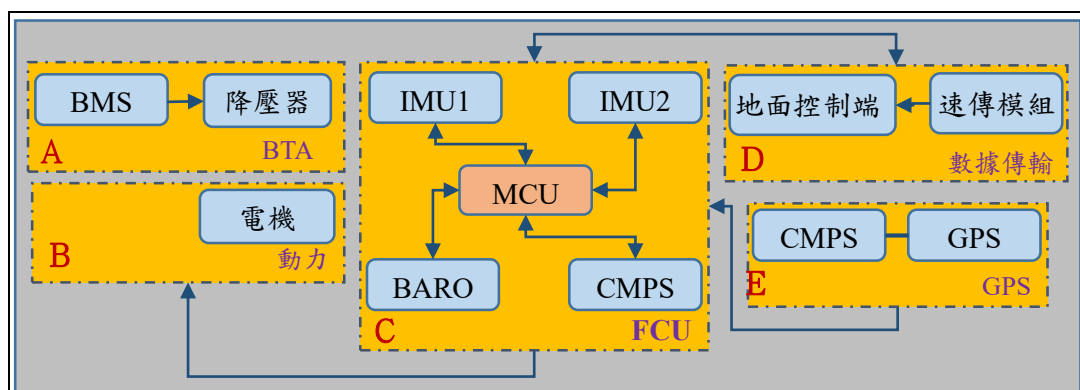 BMS
降壓器
A
BTA
電機
B
動力
IMU1
IMU2
MCU
BARO
CMPS
C
FCU
地面控制端
速傳模組
D
數據傳輸
CMPS
GPS
E
GPS